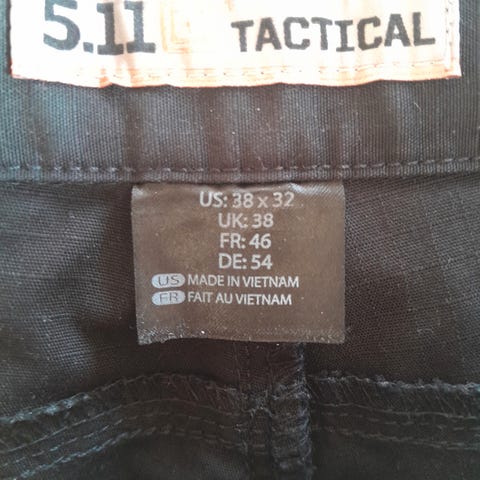 5.11 TACTICAL
US: 38 x 32
UK: 38
FR: 46
DE: 54
US MADE IN VIETNAM
FR FAIT AU VIETNAM